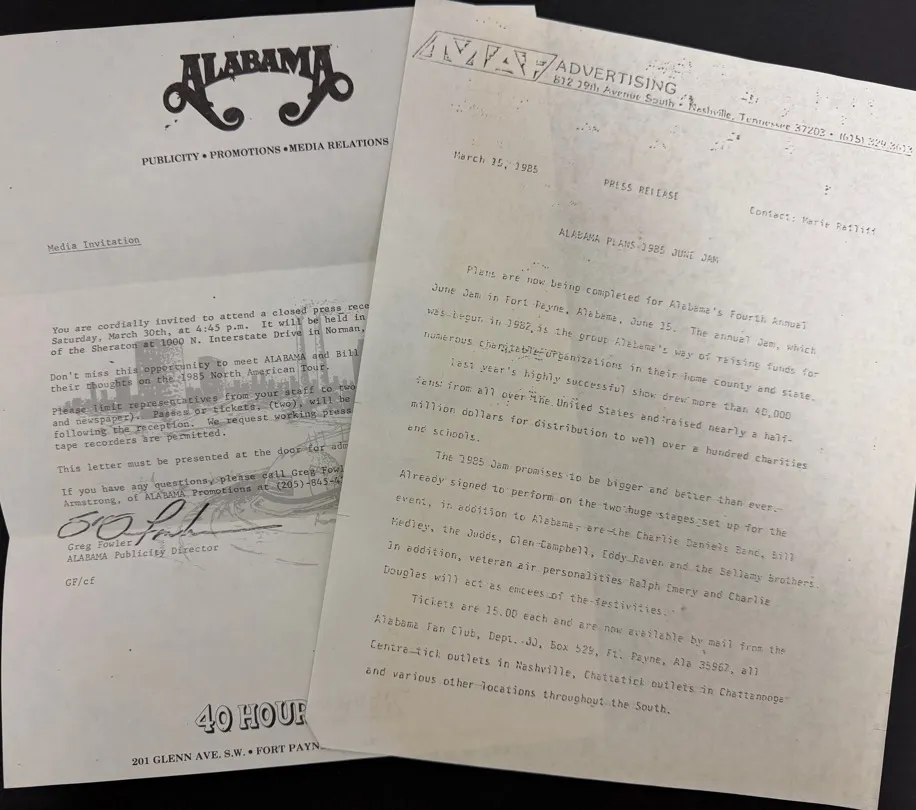 ALABAMA
PUBLICITY • PROMOTIONS • MEDIA RELATIONS
Media Invitation
You are cordially invited to attend a closed press rece
Saturday, March 30th, at 4:45 p.m. It will be held in
of the Sheraton at 1000 N. Interstate Drive in Norman,
Don't miss this opportunity to meet ALABAMA and Bill
their thoughts on the 1985 North American Tour.
Please limit representatives from your staff to two
and newspaper). Passes or tickets, (two), will be
following the reception. We request working press
tape recorders are permitted.
This letter must be presented at the door for adm
If you have any questions, please call Greg Fowl
Armstrong, of ALABAMA Promotions at (205)-845-4
Greg Fowler
ALABAMA Publicity Director
GF/cf
40 HOUR
201 GLENN AVE. S.W. • FORT PAYN
ADVERTISING
812 19th Avenue South • Nashville, Tennessee 37203 • (615) 329
March 15, 1985
PRESS RELEASE
Contact: Marie Ratliff
ALABAMA PLANS 1985 JUNE JAM
Plans are now being completed for Alabama's Fourth Annual
June Jam in Fort Payne, Alabama, June 15. The annual Jam, which
was begun in 1982, is the group Alabama's way of raising funds for
numerous charitable organizations in their home county and state.
Last year's highly successful show drew more than 40,000
fans from all over the United States and raised nearly a half-
million dollars for distribution to well over a hundred charities
and schools.
The 1985 Jam promises to be bigger and better than ever.
Already signed to perform on the two huge stages set up for the
event, in addition to Alabama, are the Charlie Daniels Band, Bill
Medley, the Judds, Glen Campbell, Eddy Raven and the Bellamy Brothers.
In addition, veteran air personalities Ralph Emery and Charlie
Douglas will act as emcees of the festivities.
Tickets are 15.00 each and are now available by mail from the
Alabama Fan Club, Dept. JJ, Box 529, Ft. Payne, Ala 35967, all
Centra-tick outlets in Nashville, Chattatick outlets in Chattanooga
and various other locations throughout the South.